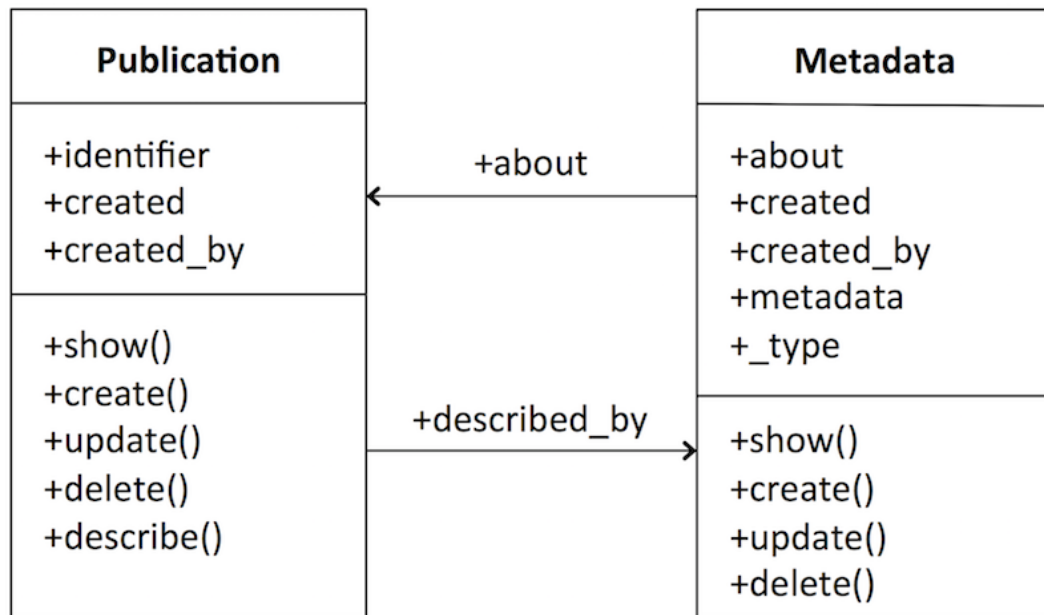 Publication
+identifier
+created
+created_by
+show()
+create()
+update()
+delete()
+describe()
+about
+described_by
Metadata
+about
+created
+created_by
+metadata
+_type
+show()
+create()
+update()
+delete()